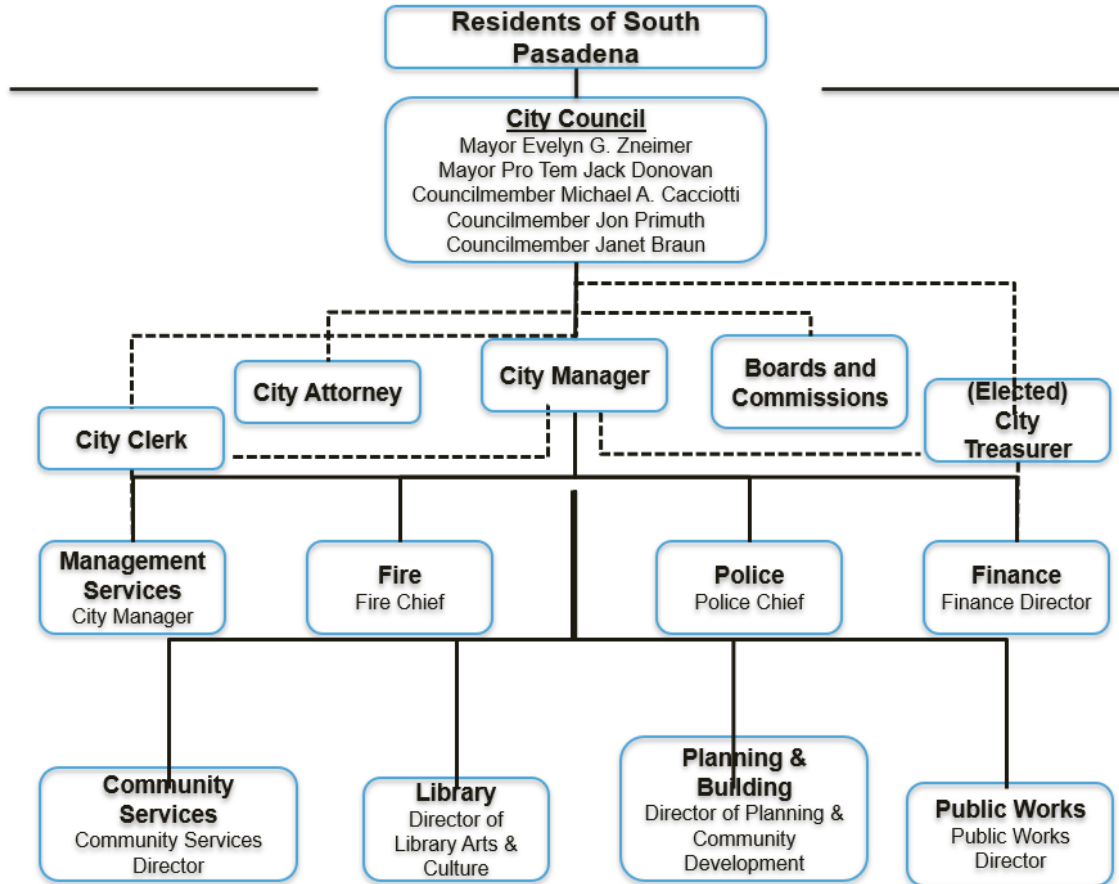 Residents of South
Pasadena
City Council
Mayor Evelyn G. Zneimer
Mayor Pro Tem Jack Donovan
Councilmember Michael A. Cacciotti
Councilmember Jon Primuth
Councilmember Janet Braun
City Attorney
City Manager
Boards and
Commissions
City Clerk
(Elected)
City
Treasurer
Management
Services
City Manager
Fire
Fire Chief
Police
Police Chief
Finance
Finance Director
Community
Services
Community Services
Director
Library
Director of
Library Arts &
Culture
Planning &
Building
Director of Planning &
Community
Development
Public Works
Public Works
Director